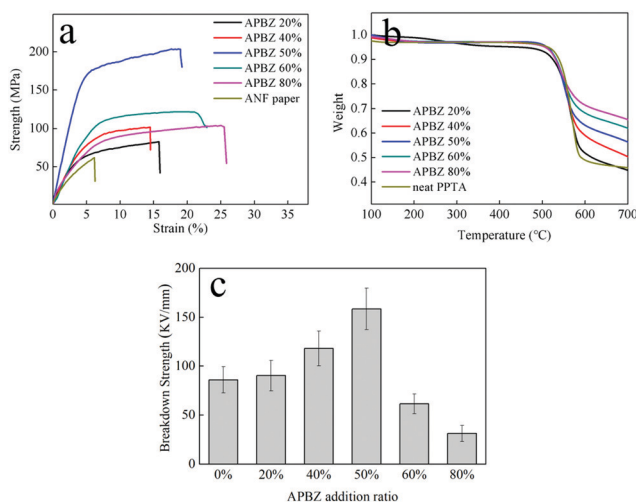 a
APBZ 20%
APBZ 40%
APBZ 50%
APBZ 60%
APBZ 80%
ANF paper
200
150
100
50
Strength (MPa)
0 5 10 15 20 25 30 35
Strain (%)
b
1.0
0.9
0.8
0.7
0.6
0.5
0.4
Weight
APBZ 20%
APBZ 40%
APBZ 50%
APBZ 60%
APBZ 80%
neat PPTA
100 200 300 400 500 600 700
Temperature (°C)
c
200
150
100
50
0
Breakdown Strength (KV/mm)
0% 20% 40% 50% 60% 80%
APBZ addition ratio